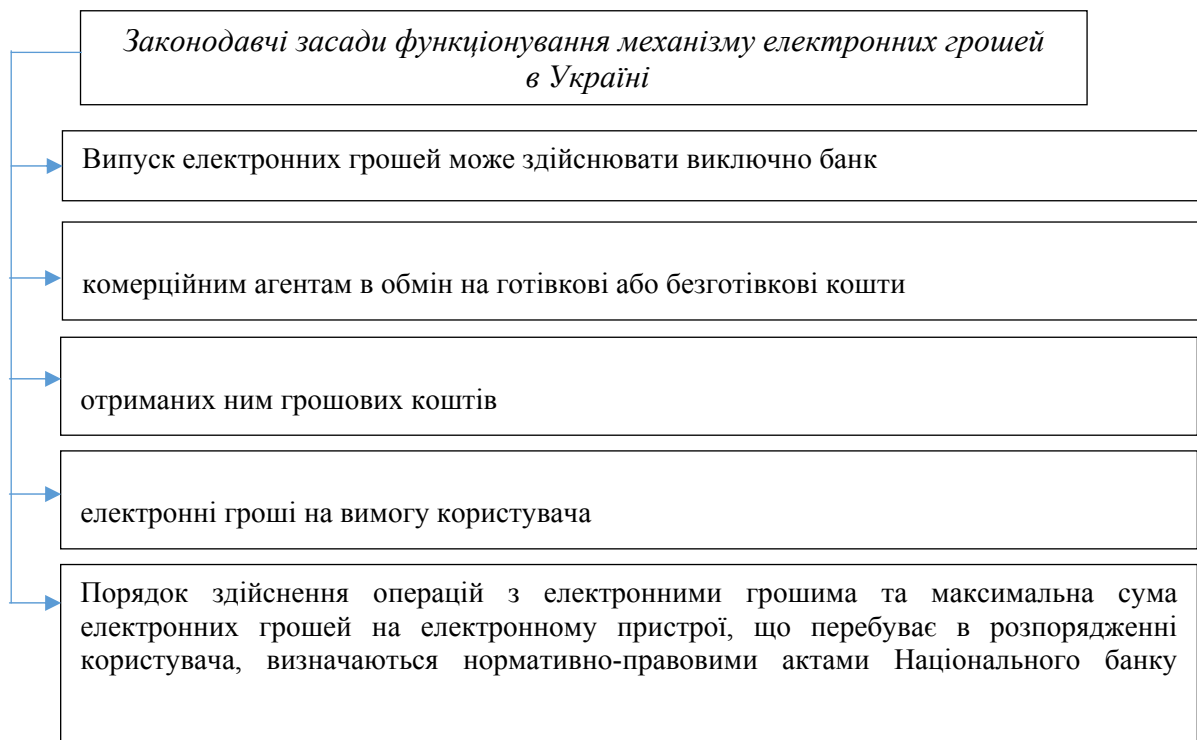 Законодавчі засади функціонування механізму електронних грошей
в Україні
Випуск електронних грошей може здійснювати виключно банк
комерційним агентам в обмін на готівкові або безготівкові кошти
отриманих ним грошових коштів
електронні гроші на вимогу користувача
Порядок здійснення операцій з електронними грошима та максимальна сума
електронних грошей на електронному пристрої, що перебуває в розпорядженні
користувача, визначаються нормативно-правовими актами Національного банку